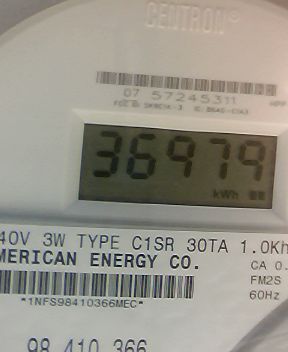 CENTRON®
07 57245311
36979
kWh
40V 3W TYPE C1SR 30TA 1.0Kh
MERICAN ENERGY CO.
CA 0.
FM2S
*1NFS98410366MEC*
60Hz
98 410 366